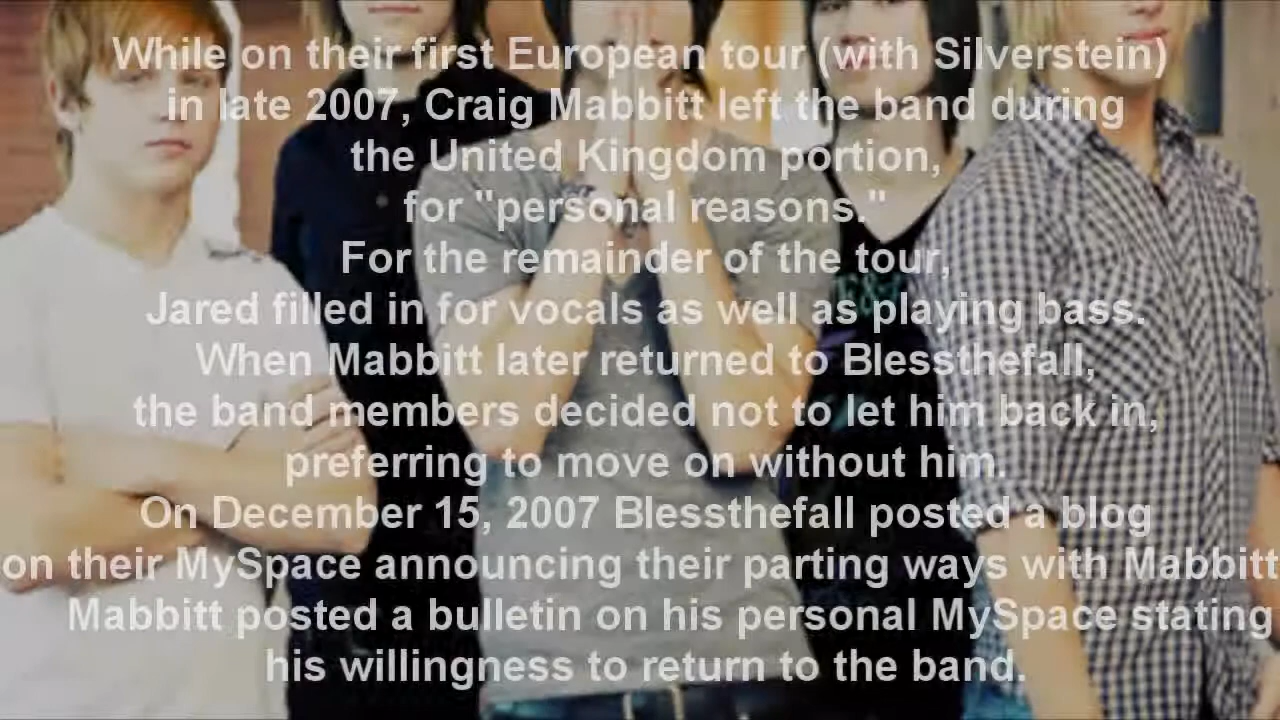 While on their first European tour (with Silverstein)
in late 2007, Craig Mabbitt left the band during
the United Kingdom portion,
for "personal reasons."
For the remainder of the tour,
Jared filled in for vocals as well as playing bass.
When Mabbitt later returned to Blessthefall,
the band members decided not to let him back in,
preferring to move on without him.
On December 15, 2007 Blessthefall posted a blog
on their MySpace announcing their parting ways with Mabbitt
Mabbitt posted a bulletin on his personal MySpace stating
his willingness to return to the band.